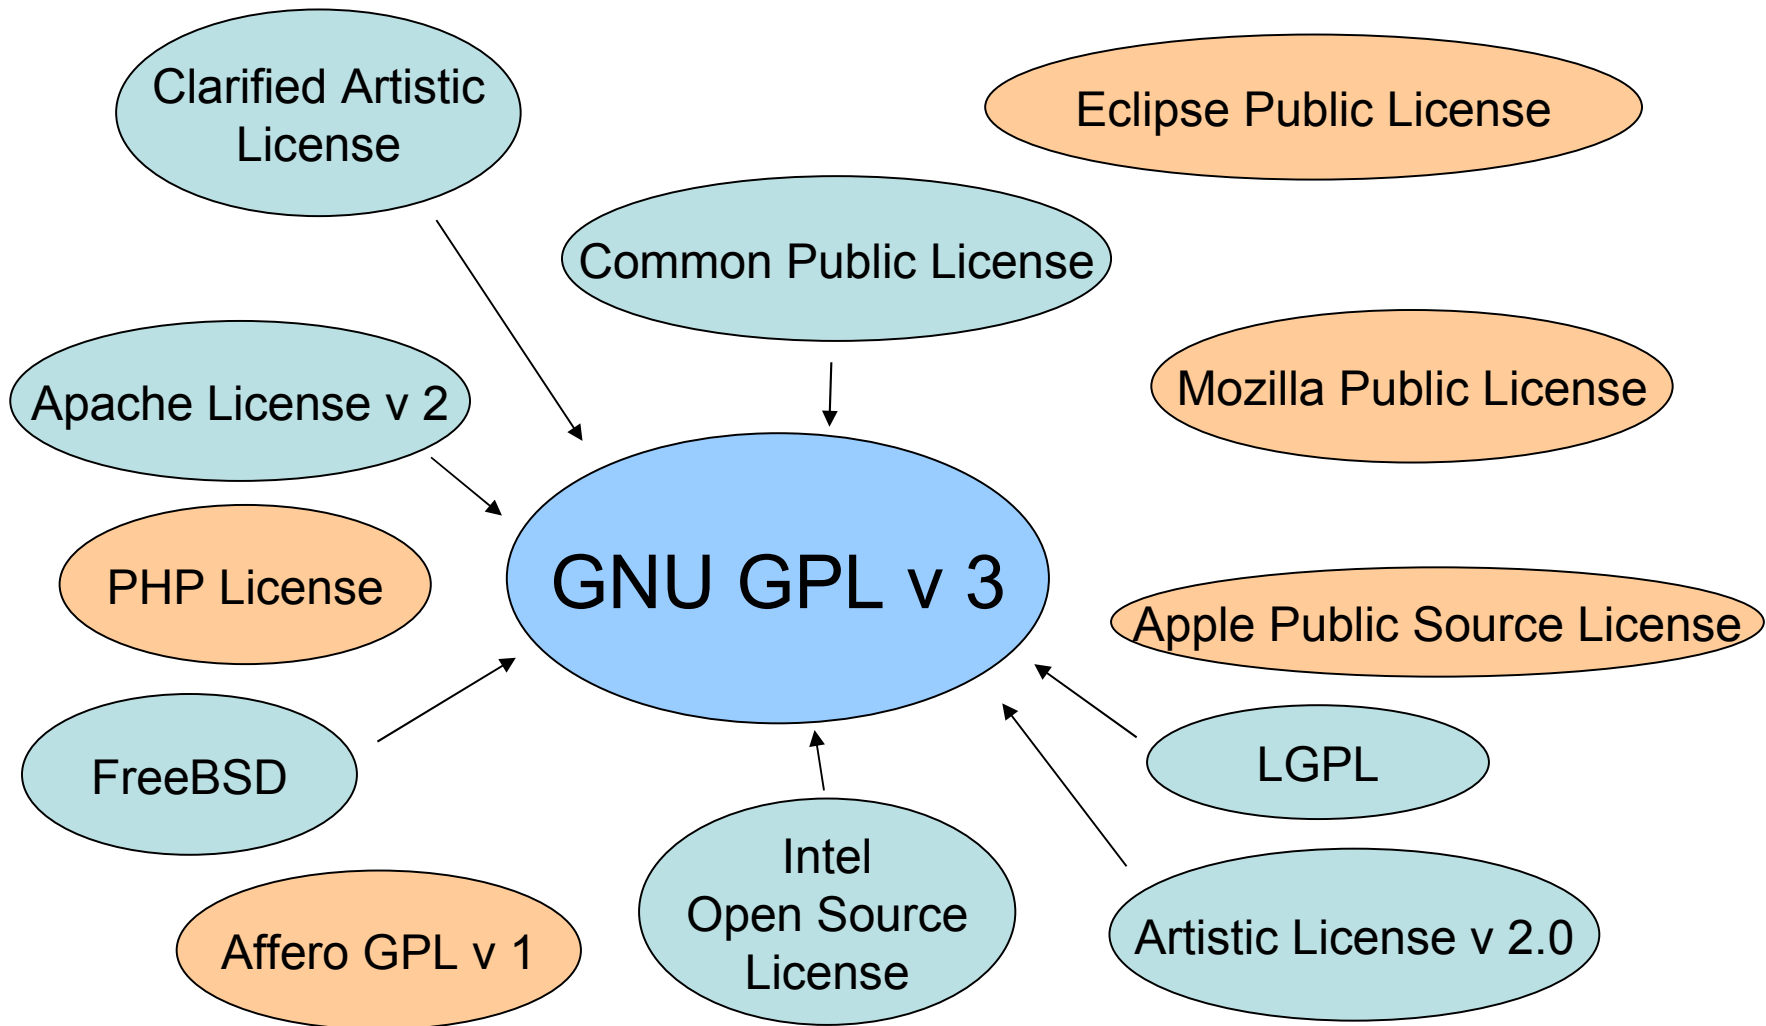 Clarified Artistic
License
Eclipse Public License
Common Public License
Apache License v 2
Mozilla Public License
GNU GPL v 3
PHP License
Apple Public Source License
FreeBSD
LGPL
Intel
Open Source
License
Artistic License v 2.0
Affero GPL v 1